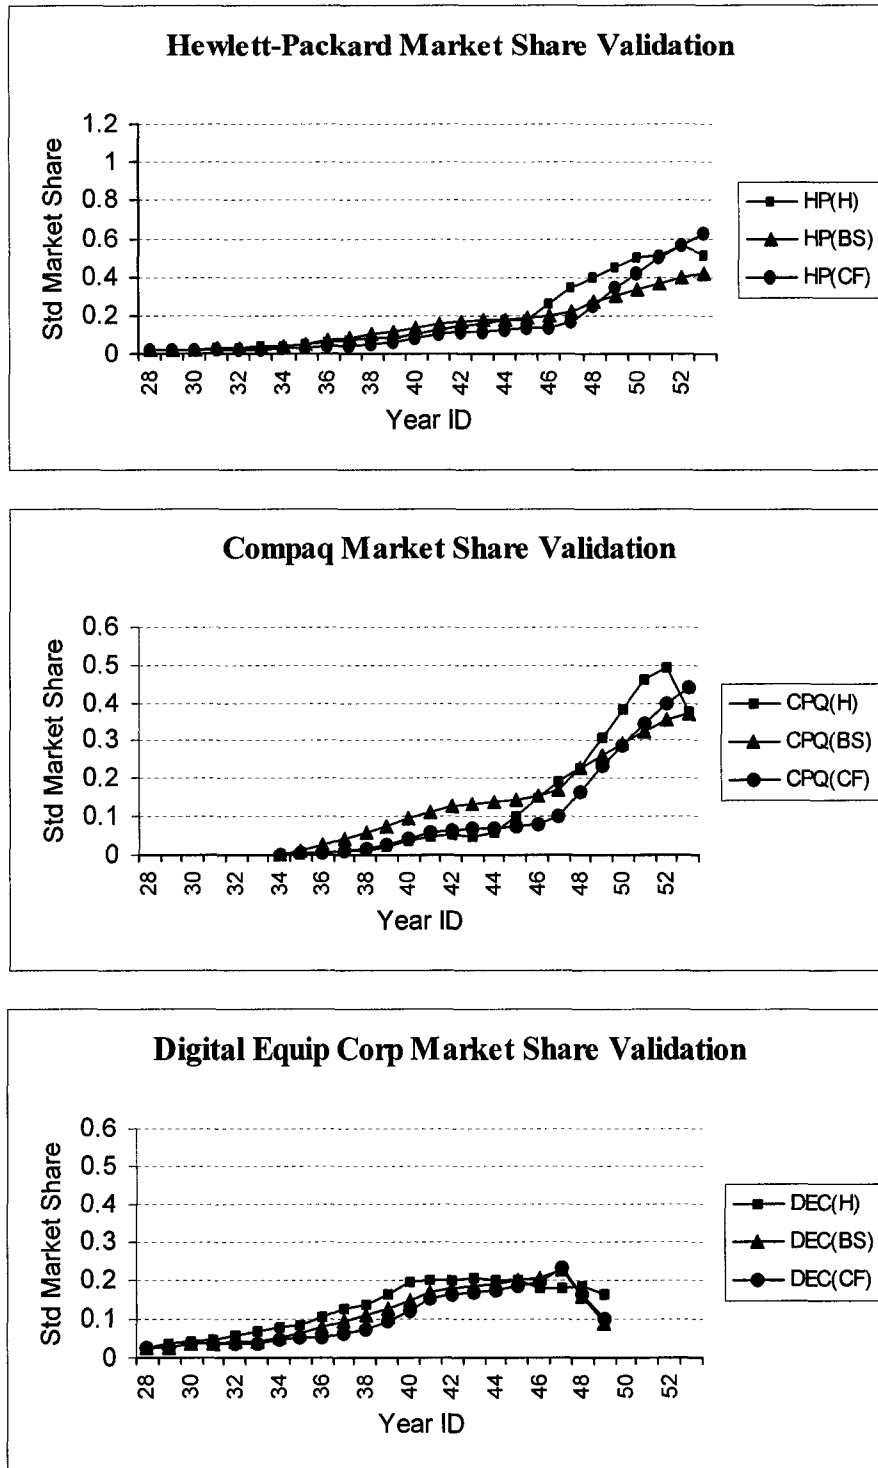 Hewlett-Packard Market Share Validation
Std Market Share
1.2
1
0.8
0.6
0.4
0.2
0
28 30 32 34 36 38 40 42 44 46 48 50 52
Year ID
HP(H)
HP(BS)
HP(CF)
Compaq Market Share Validation
Std Market Share
0.6
0.5
0.4
0.3
0.2
0.1
0
28 30 32 34 36 38 40 42 44 46 48 50 52
Year ID
CPQ(H)
CPQ(BS)
CPQ(CF)
Digital Equip Corp Market Share Validation
Std Market Share
0.6
0.5
0.4
0.3
0.2
0.1
0
28 30 32 34 36 38 40 42 44 46 48 50 52
Year ID
DEC(H)
DEC(BS)
DEC(CF)